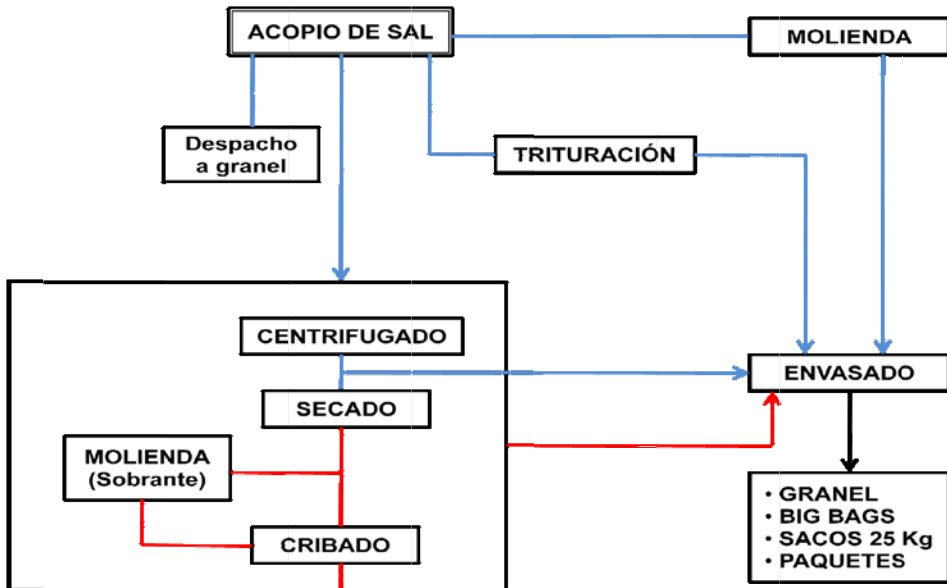 ACOPIO DE SAL
MOLIENDA
Despacho
a granel
TRITURACIÓN
CENTRIFUGADO
ENVASADO
SECADO
MOLIENDA
(Sobrante)
CRIBADO
• GRANEL
• BIG BAGS
• SACOS 25 Kg
• PAQUETES